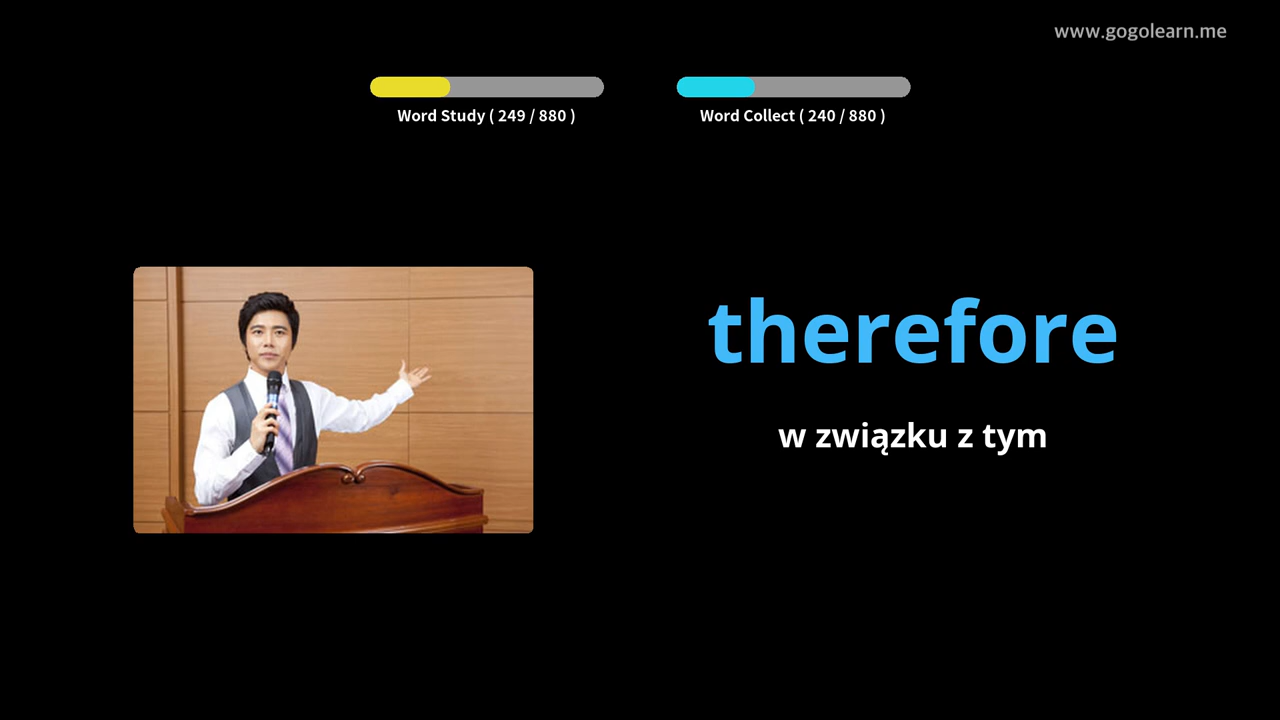 www.gogolearn.me
Word Study ( 249 / 880 )
Word Collect ( 240 / 880 )
therefore
w związku z tym